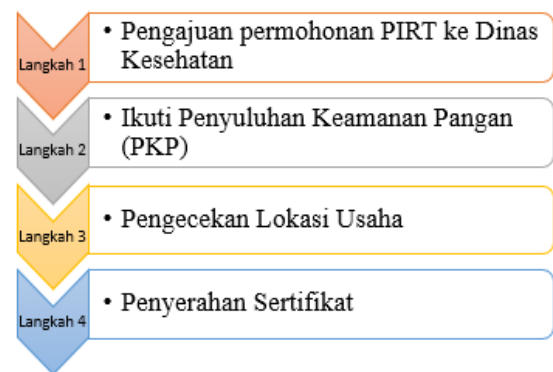 Langkah 1
• Pengajuan permohonan PIRT ke Dinas
Kesehatan
Langkah 2
• Ikuti Penyuluhan Keamanan Pangan
(PKP)
Langkah 3
• Pengecekan Lokasi Usaha
Langkah 4
• Penyerahan Sertifikat